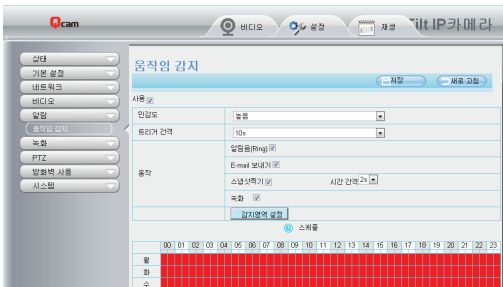 Qcam
비디오 설정 재생 Tilt IP카메라
상태
기본 설정
네트워크
비디오
알람
움직임 감지
녹화
PTZ
방화벽 사용
시스템
움직임 감지
저장 새로 고침
사용
민감도 높음
트리거 간격 10s
동작
알림음(Ring)
E-mail 보내기
스냅샷찍기 시간 간격 2s
녹화
감지영역 설정
스케쥴
00 01 02 03 04 05 06 07 08 09 10 11 12 13 14 15 16 17 18 19 20 21 22 23
월
화
수